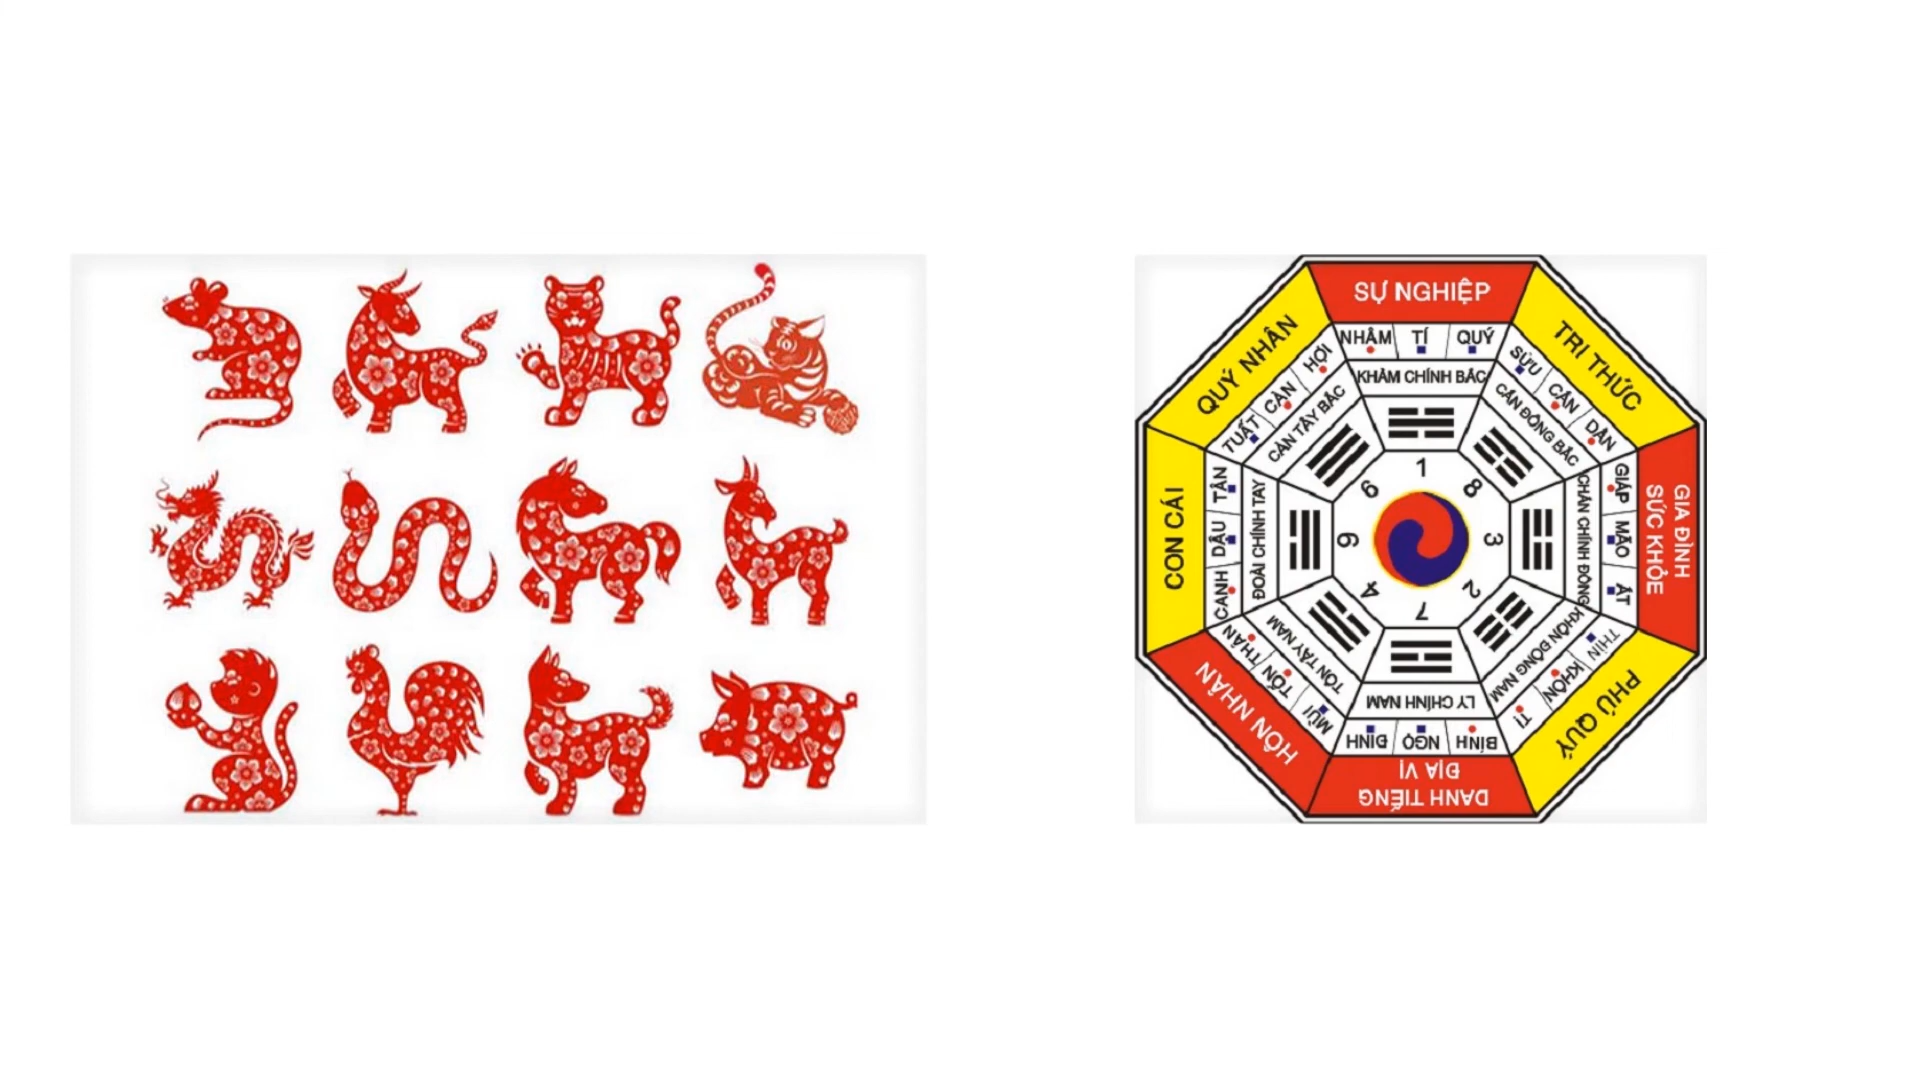 SỰ NGHIỆP
NHÂM TÍ QUÝ
KHẢM CHÍNH BẮC
1
TRI THỨC
SỬU CẤN DẦN
CẤN ĐÔNG BẮC
8
GIA ĐÌNH
SỨC KHỎE
GIÁP MÃO ẤT
CHẤN CHÍNH ĐÔNG
3
PHÚ QUÝ
THÌN KHÔN TỊ
KHÔN ĐÔNG NAM
2
DANH TIẾNG
ĐỊA VỊ
BÍNH NGỌ ĐINH
LY CHÍNH NAM
7
HÔN NHÂN
MÙI TỐN THÂN
TỐN TÂY NAM
4
CON CÁI
CANH DẬU TÂN
ĐOÀI CHÍNH TÂY
9
QUÝ NHÂN
TUẤT CÀN HỢI
CÀN TÂY BẮC
6